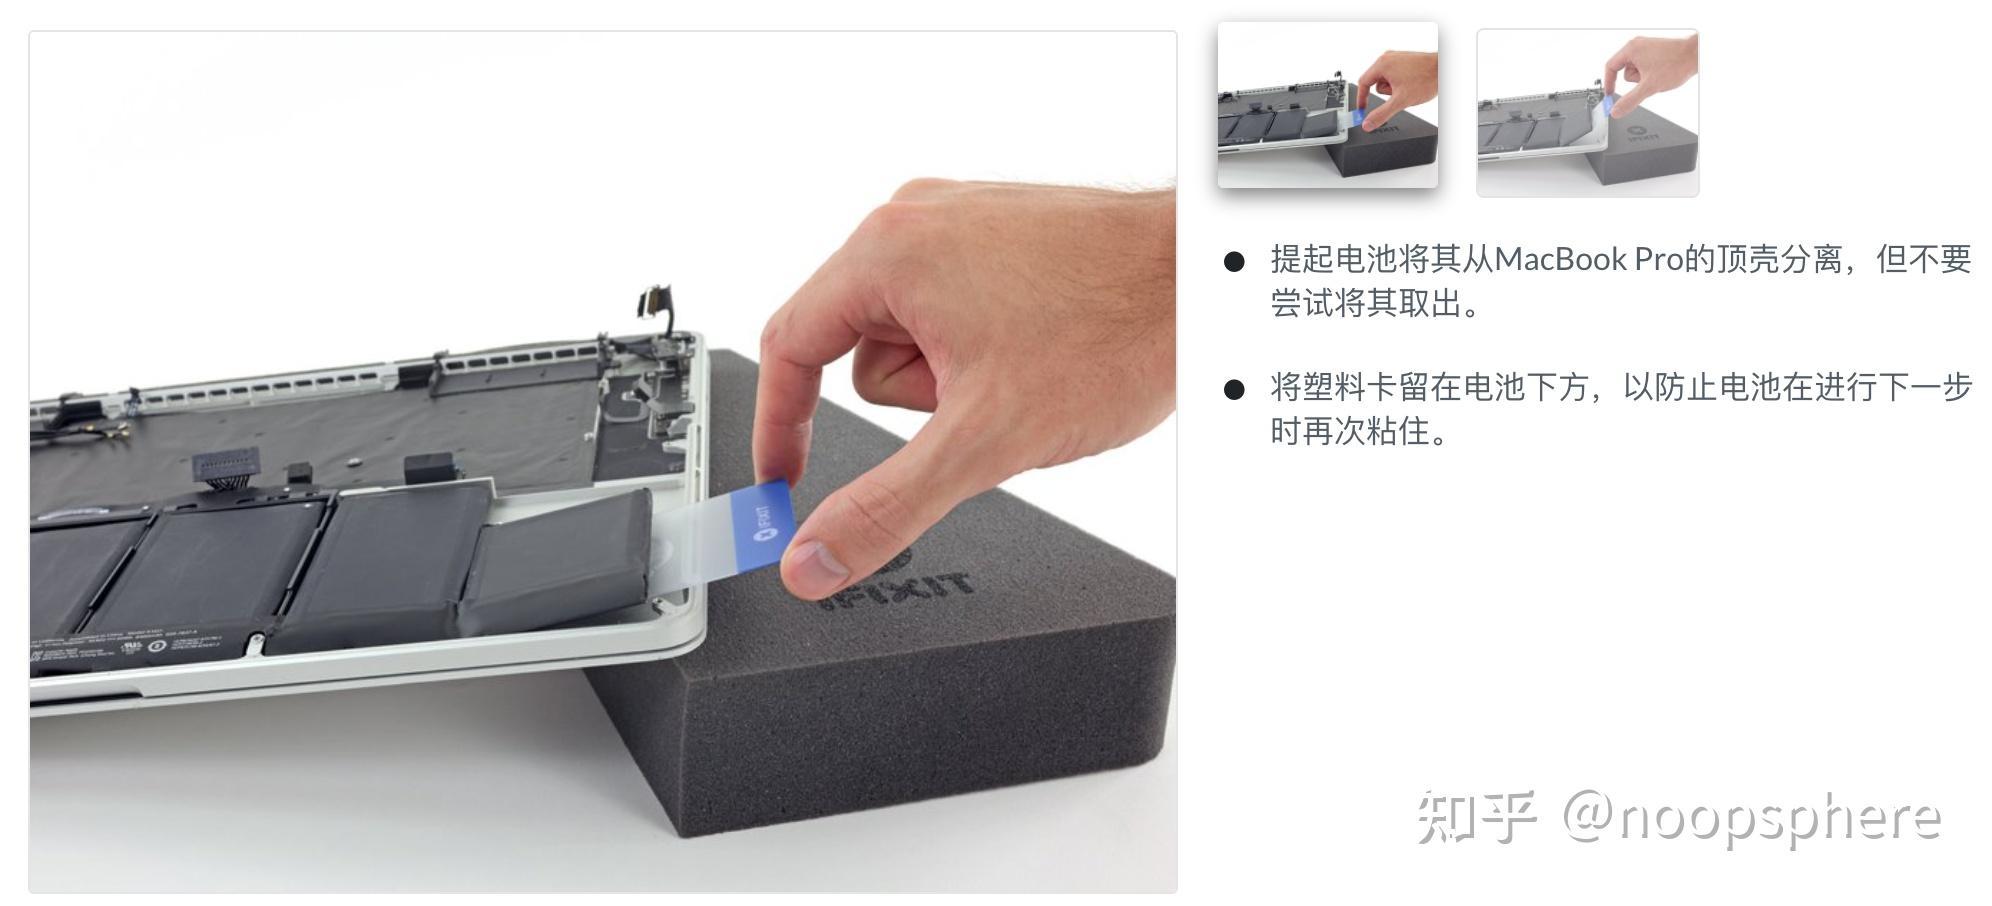 提起电池将其从MacBook Pro的顶壳分离，但不要
尝试将其取出。
将塑料卡留在电池下方，以防止电池在进行下一步
时再次粘住。
IFIXIT
IFIXIT
知乎 @noopsphere